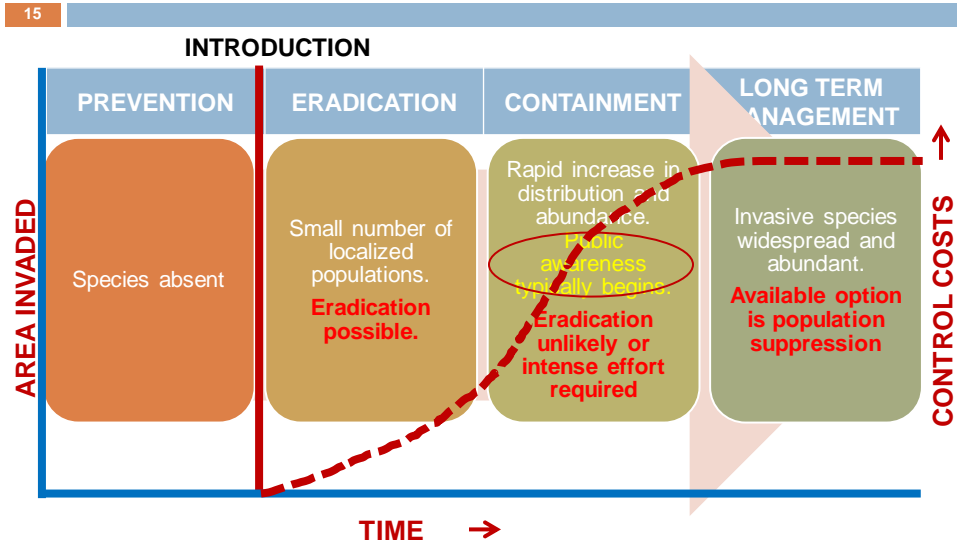 15
INTRODUCTION
PREVENTION
ERADICATION
CONTAINMENT
LONG TERM
MANAGEMENT
AREA INVADED
Species absent
Small number of
localized
populations.
Eradication
possible.
Rapid increase in
distribution and
abundance.
Public
awareness
typically begins.
Eradication
unlikely or
intense effort
required
Invasive species
widespread and
abundant.
Available option
is population
suppression
CONTROL COSTS
TIME